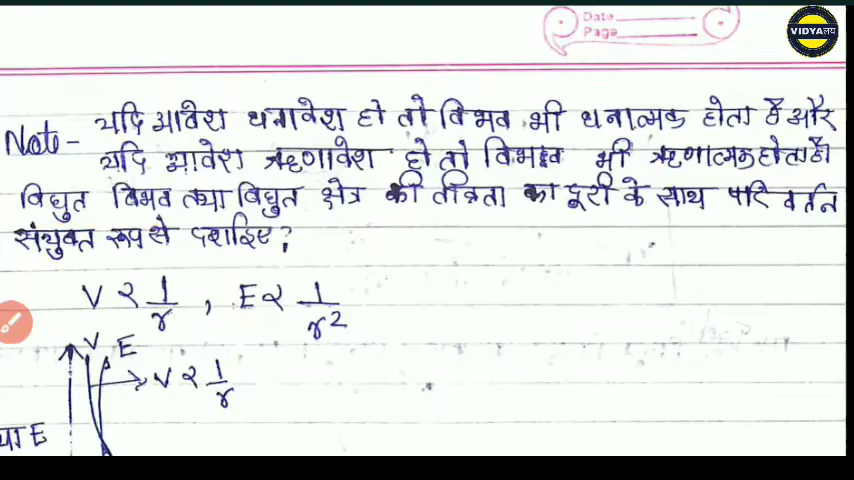 Date
Page
VIDYAलय
Note- यदि आवेश धनावेश हो तो विभव भी धनात्मक होता है और
यदि आवेश ऋणावेश हो तो विभव भी ऋणात्मक होता है।
विधुत विभव तथा विधुत क्षेत्र की तीव्रता का दूरी के साथ परिवर्तन
संयुक्त रूप से दर्शाइए?
V ∝ 1/r , E ∝ 1/r²
V E
V ∝ 1/r
E